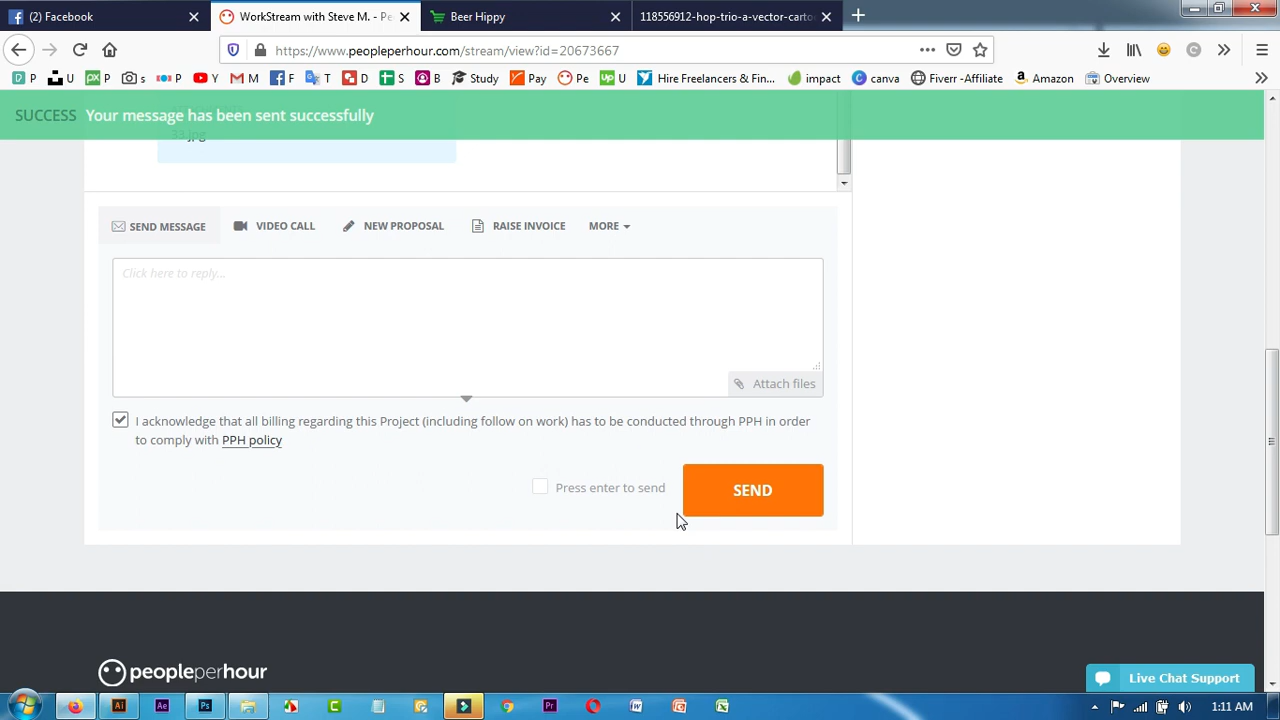 (2) Facebook
WorkStream with Steve M. - Pe
Beer Hippy
118556912-hop-trio-a-vector-carto
https://www.peopleperhour.com/stream/view?id=20673667
P U P s P Y M F T D S B Study Pay Pe U Hire Freelancers & Fin... impact canva Fiverr -Affiliate Amazon Overview
SUCCESS Your message has been sent successfully
33.jpg
SEND MESSAGE VIDEO CALL NEW PROPOSAL RAISE INVOICE MORE
Click here to reply...
Attach files
I acknowledge that all billing regarding this Project (including follow on work) has to be conducted through PPH in order
to comply with PPH policy
Press enter to send
SEND
peopleperhour
Live Chat Support
1:11 AM